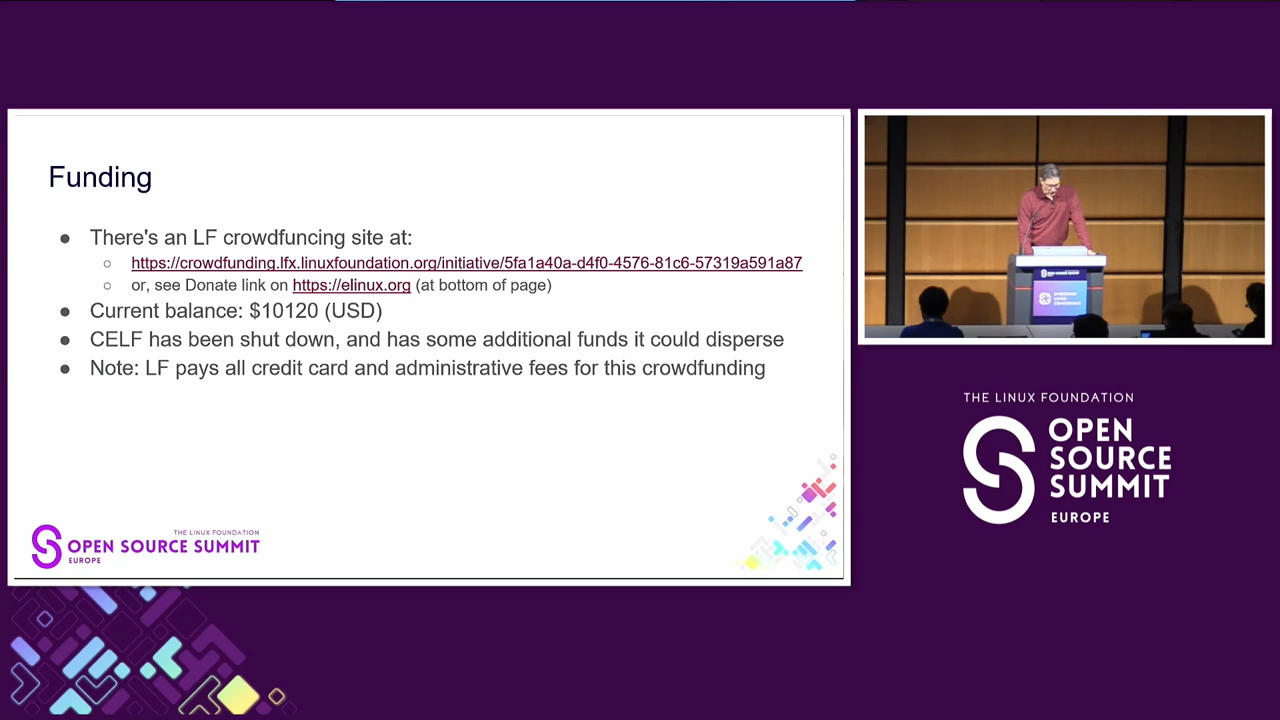 Funding
● There's an LF crowdfuncing site at:
○ https://crowdfunding.lfx.linuxfoundation.org/initiative/5fa1a40a-d4f0-4576-81c6-57319a591a87
○ or, see Donate link on https://elinux.org (at bottom of page)
● Current balance: $10120 (USD)
● CELF has been shut down, and has some additional funds it could disperse
● Note: LF pays all credit card and administrative fees for this crowdfunding
THE LINUX FOUNDATION
OPEN SOURCE SUMMIT
EUROPE
THE LINUX FOUNDATION
OPEN
SOURCE
SUMMIT
EUROPE